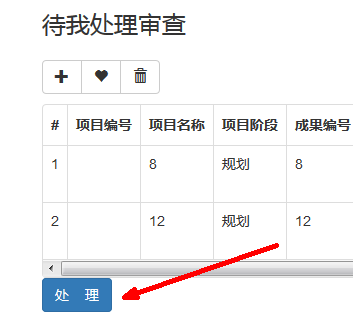 待我处理审查
# 项目编号 项目名称 项目阶段 成果编号
1 8 规划 8
2 12 规划 12
处 理